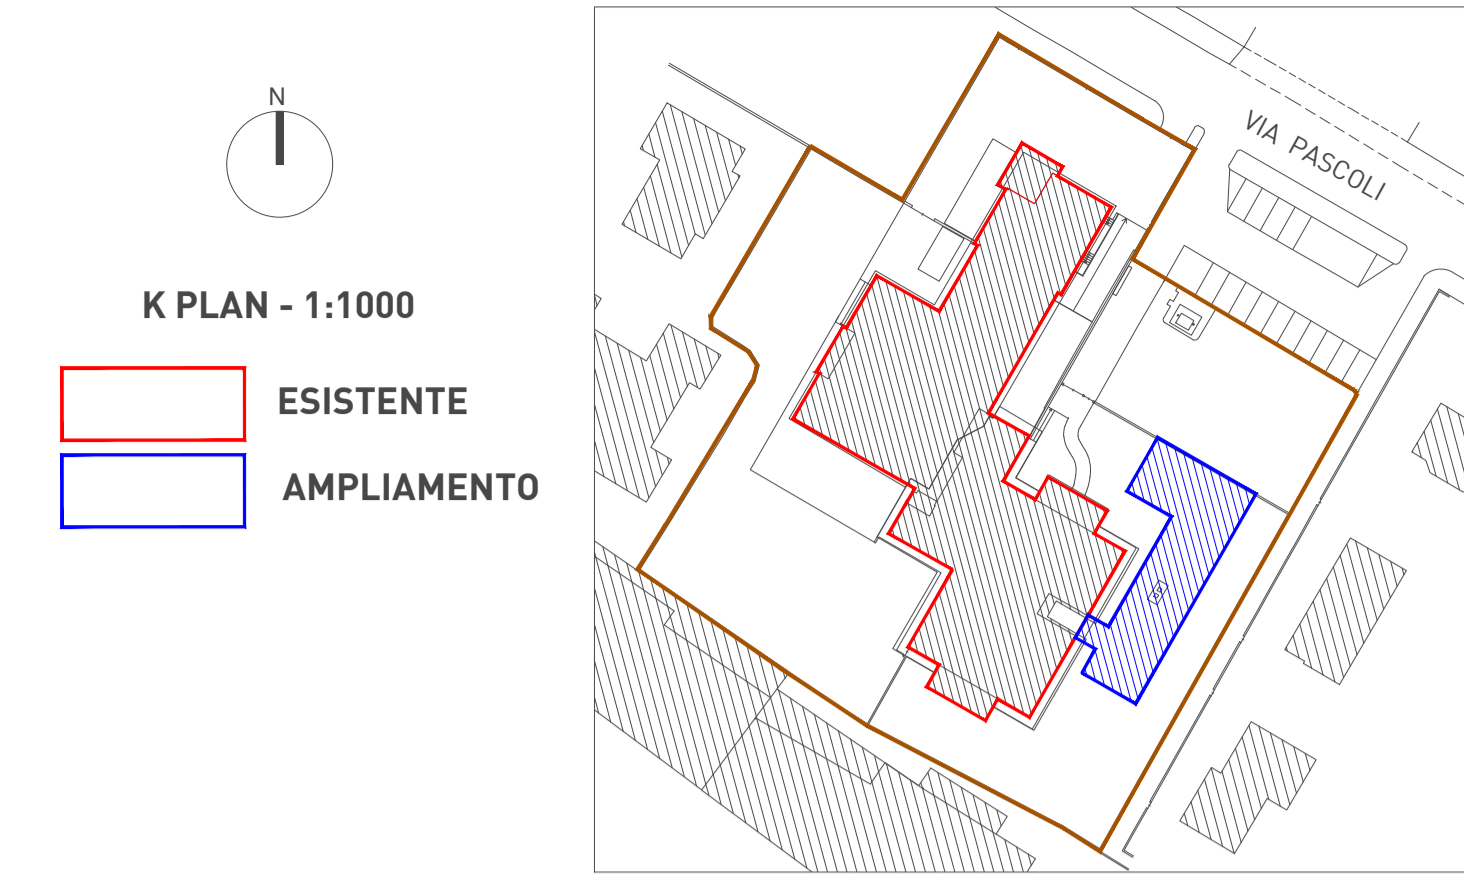 N
K PLAN - 1:1000
ESISTENTE
AMPLIAMENTO
VIA PASCOLI